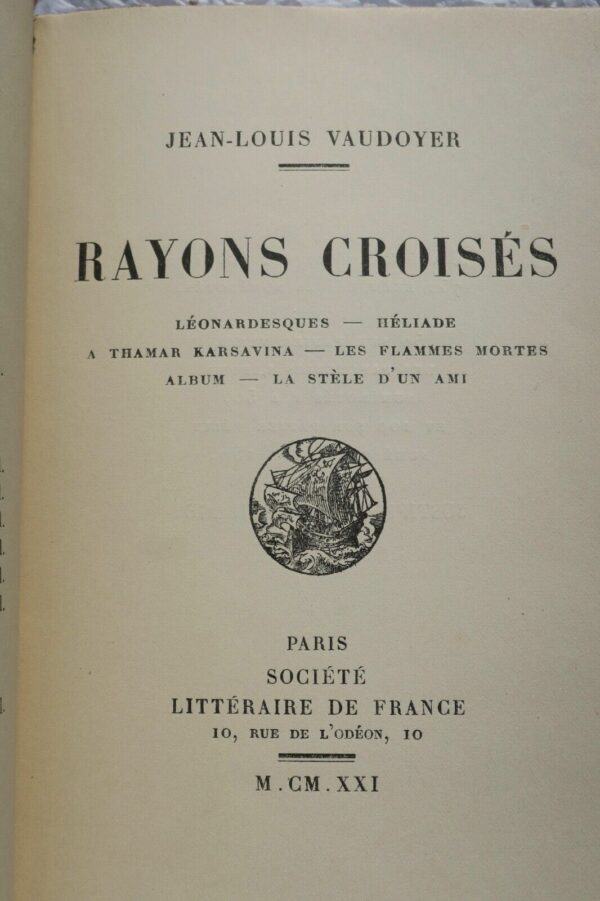 JEAN-LOUIS VAUDOYER
RAYONS CROISÉS
LÉONARDESQUES — HÉLIADE
A THAMAR KARSAVINA — LES FLAMMES MORTES
ALBUM — LA STÈLE D'UN AMI
PARIS
SOCIÉTÉ
LITTÉRAIRE DE FRANCE
10, RUE DE L'ODÉON, 10
M.CM.XXI